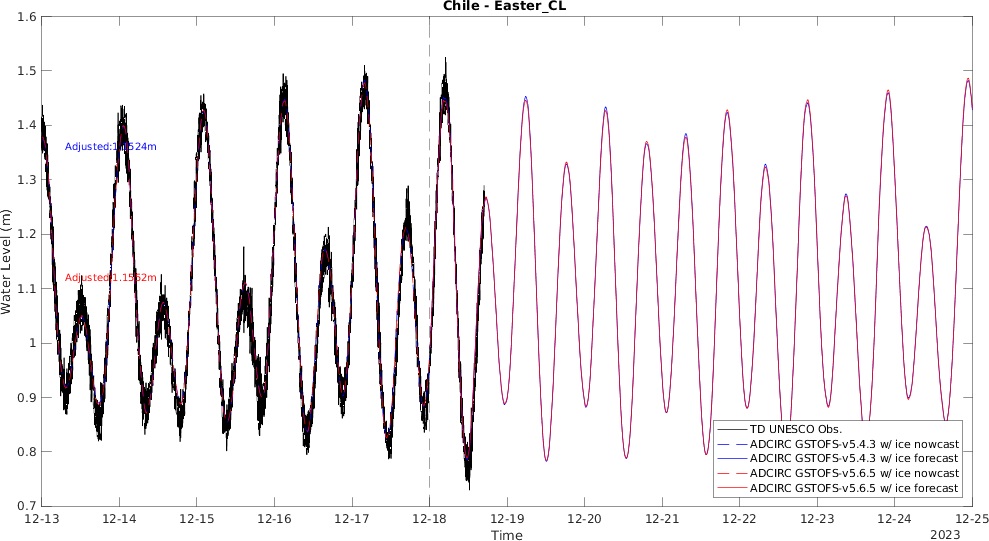 Chile - Easter_CL
1.6
1.5
1.4
1.3
1.2
1.1
1
0.9
0.8
0.7
Water Level (m)
Adjusted:1.1524m
Adjusted:1.1562m
TD UNESCO Obs.
ADCIRC GSTOFS-v5.4.3 w/ ice nowcast
ADCIRC GSTOFS-v5.4.3 w/ ice forecast
ADCIRC GSTOFS-v5.6.5 w/ ice nowcast
ADCIRC GSTOFS-v5.6.5 w/ ice forecast
12-13 12-14 12-15 12-16 12-17 12-18 12-19 12-20 12-21 12-22 12-23 12-24 12-25
Time
2023